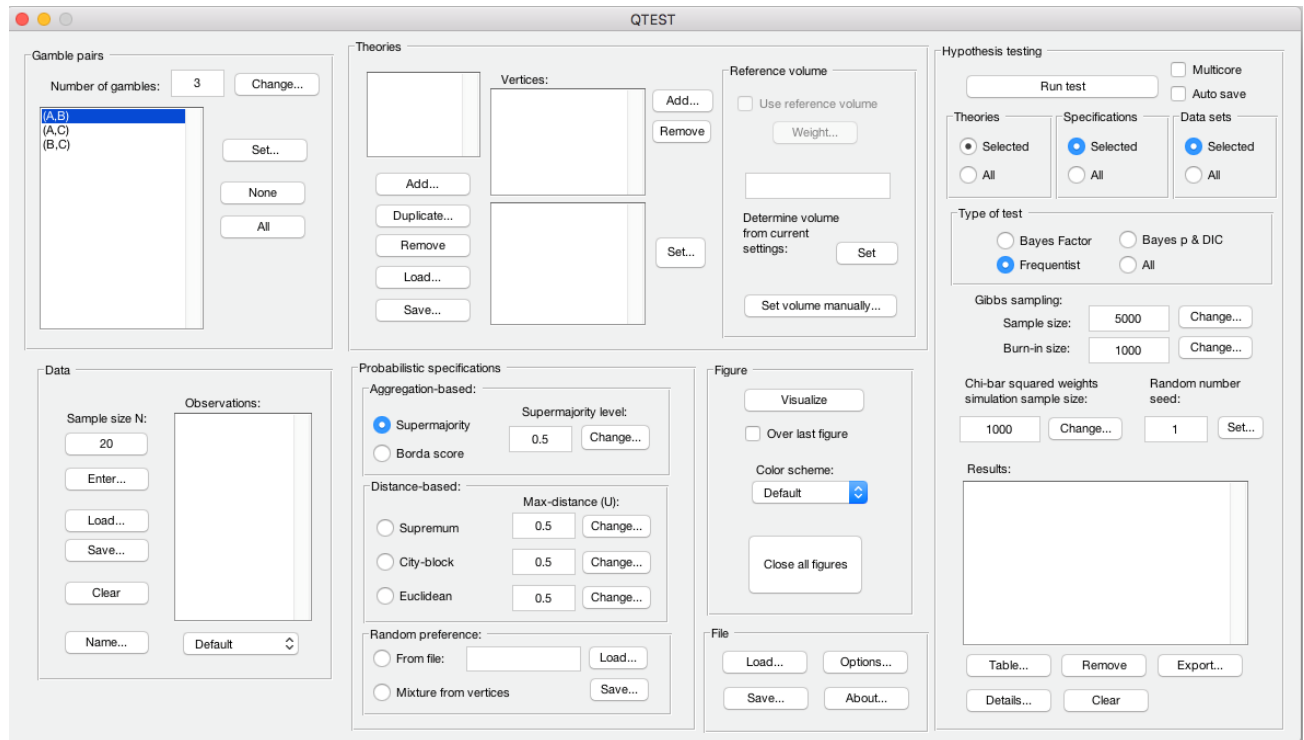 QTEST
Gamble pairs
Number of gambles: 3 Change...
(A,B)
(A,C)
(B,C)
Set...
None
All
Theories
Vertices:
Add...
Remove
Add...
Duplicate...
Remove
Load...
Save...
Set...
Reference volume
Use reference volume
Weight...
Determine volume
from current
settings:
Set
Set volume manually...
Hypothesis testing
Run test
Multicore
Auto save
Theories
Selected
All
Specifications
Selected
All
Data sets
Selected
All
Type of test
Bayes Factor Bayes p & DIC
Frequentist All
Gibbs sampling:
Sample size: 5000 Change...
Burn-in size: 1000 Change...
Chi-bar squared weights
simulation sample size:
1000 Change...
Random number
seed:
1 Set...
Results:
Table... Remove Export...
Details... Clear
Data
Sample size N:
20
Enter...
Load...
Save...
Clear
Name...
Observations:
Default
Probabilistic specifications
Aggregation-based:
Supermajority
Borda score
Supermajority level:
0.5 Change...
Distance-based:
Max-distance (U):
Supremum 0.5 Change...
City-block 0.5 Change...
Euclidean 0.5 Change...
Random preference:
From file: Load...
Mixture from vertices Save...
Figure
Visualize
Over last figure
Color scheme:
Default
Close all figures
File
Load... Options...
Save... About...